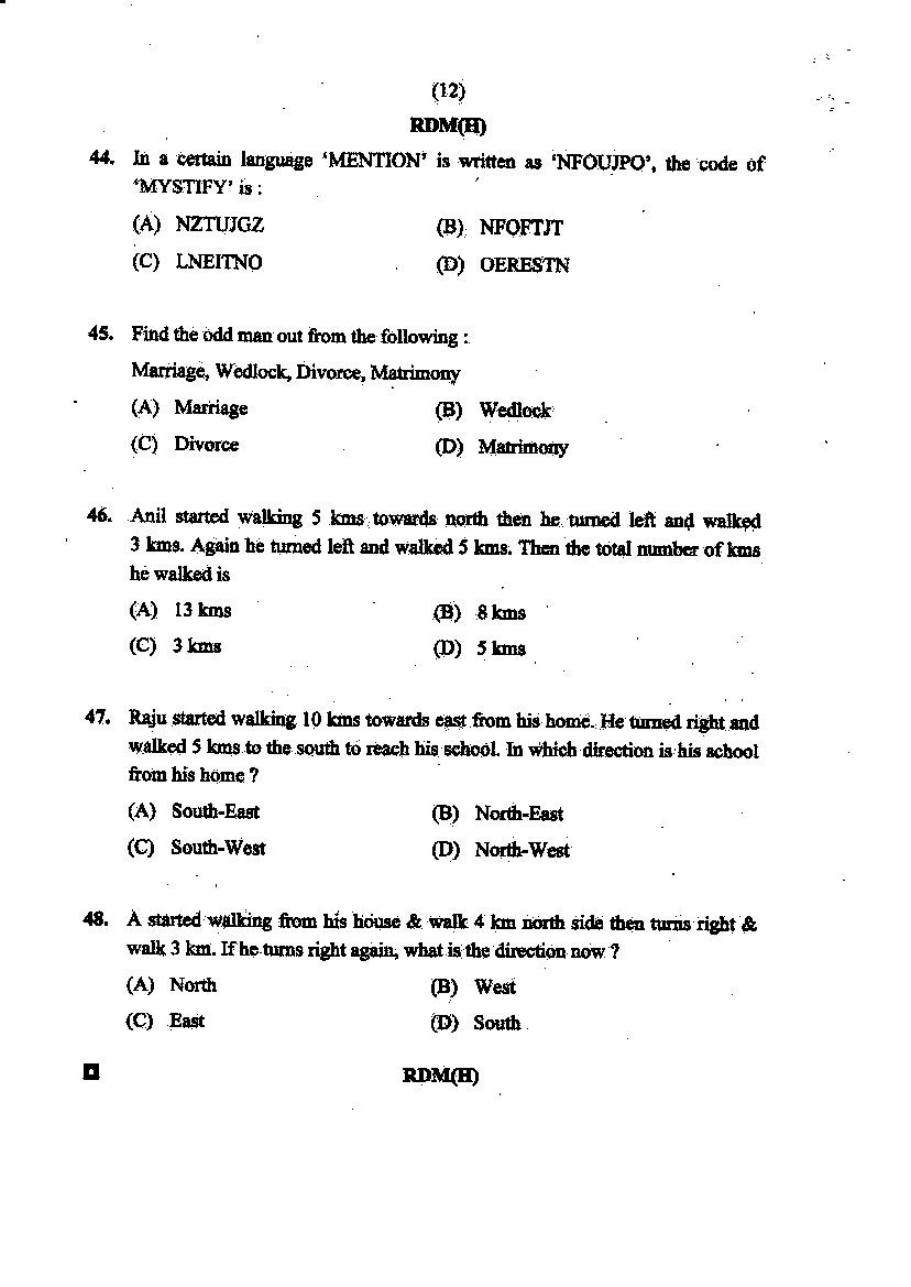 (12)
RDM(H)
44. In a certain language ‘MENTION’ is written as ‘NFOUJPO’, the code of
‘MYSTIFY’ is :
(A) NZTUJGZ (B) NFOFTJT
(C) LNEITNO (D) OERESTN
45. Find the odd man out from the following :
Marriage, Wedlock, Divorce, Matrimony
(A) Marriage (B) Wedlock
(C) Divorce (D) Matrimony
46. Anil started walking 5 kms towards north then he turned left and walked
3 kms. Again he turned left and walked 5 kms. Then the total number of kms
he walked is
(A) 13 kms (B) 8 kms
(C) 3 kms (D) 5 kms
47. Raju started walking 10 kms towards east from his home. He turned right and
walked 5 kms to the south to reach his school. In which direction is his school
from his home ?
(A) South-East (B) North-East
(C) South-West (D) North-West
48. A started walking from his house & walk 4 km north side then turns right &
walk 3 km. If he turns right again, what is the direction now ?
(A) North (B) West
(C) East (D) South
RDM(H)